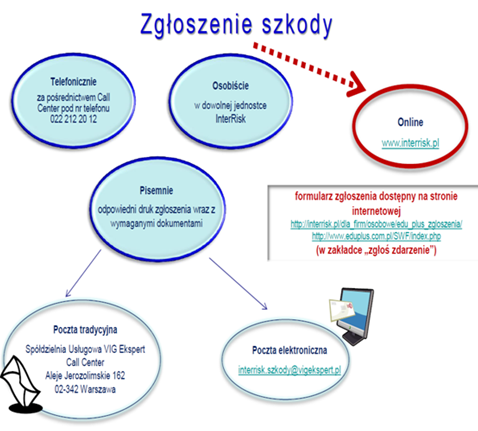 Zgłoszenie szkody
Telefonicznie
za pośrednictwem Call
Center pod nr telefonu
022 212 20 12
Osobiście
w dowolnej jednostce
InterRisk
Online
www.interrisk.pl
Pisemnie
odpowiedni druk zgłoszenia wraz z
wymaganymi dokumentami
formularz zgłoszenia dostępny na stronie
internetowej
http://interrisk.pl/dla_firm/osobowe/edu_plus_zgloszenia/
http://www.eduplus.com.pl/SWF/index.php
(w zakładce „zgłoś zdarzenie")
Poczta tradycyjna
Spółdzielnia Usługowa VIG Ekspert
Call Center
Aleje Jerozolimskie 162
02-342 Warszawa
Poczta elektroniczna
interrisk.szkody@vigekspert.pl